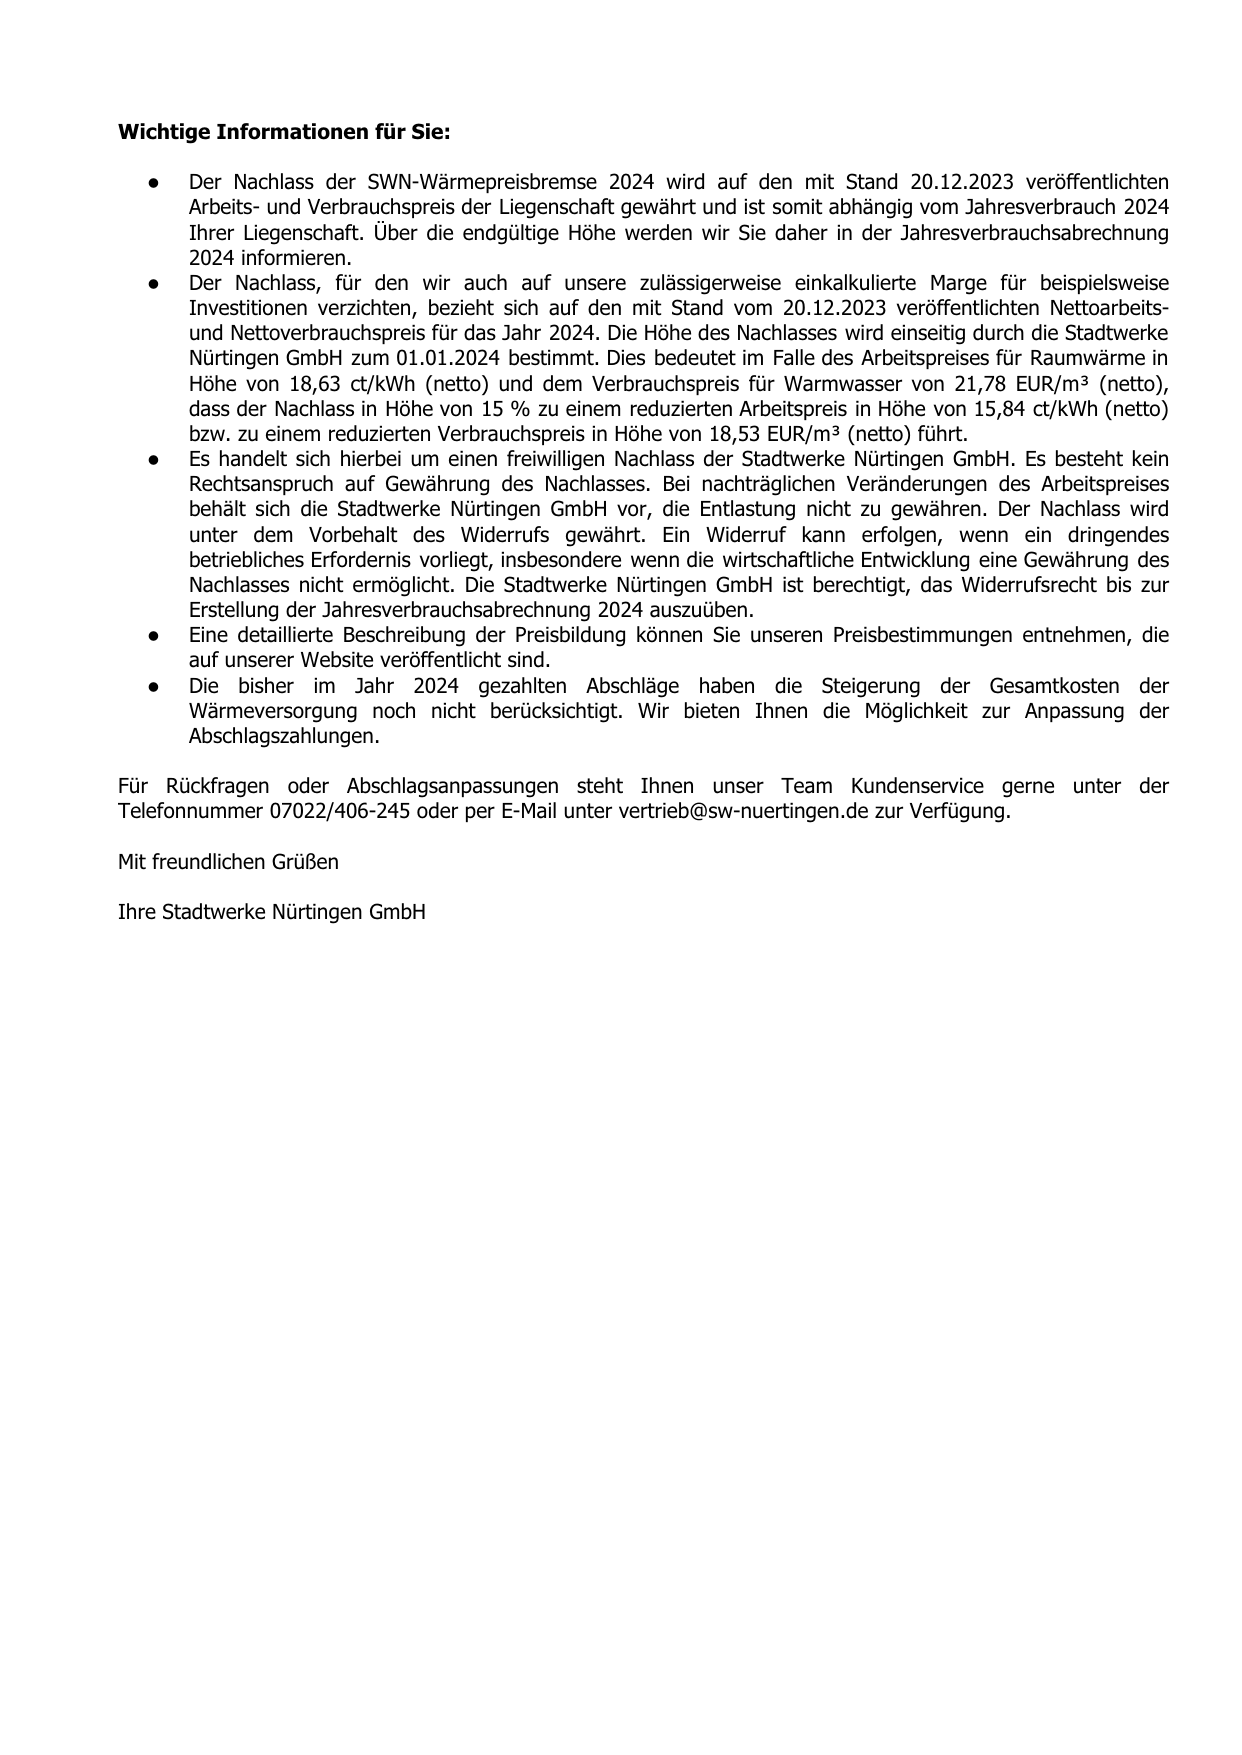 Wichtige Informationen für Sie:
● Der Nachlass der SWN-Wärmepreisbremse 2024 wird auf den mit Stand 20.12.2023 veröffentlichten
Arbeits- und Verbrauchspreis der Liegenschaft gewährt und ist somit abhängig vom Jahresverbrauch 2024
Ihrer Liegenschaft. Über die endgültige Höhe werden wir Sie daher in der Jahresverbrauchsabrechnung
2024 informieren.
● Der Nachlass, für den wir auch auf unsere zulässigerweise einkalkulierte Marge für beispielsweise
Investitionen verzichten, bezieht sich auf den mit Stand vom 20.12.2023 veröffentlichten Nettoarbeits-
und Nettoverbrauchspreis für das Jahr 2024. Die Höhe des Nachlasses wird einseitig durch die Stadtwerke
Nürtingen GmbH zum 01.01.2024 bestimmt. Dies bedeutet im Falle des Arbeitspreises für Raumwärme in
Höhe von 18,63 ct/kWh (netto) und dem Verbrauchspreis für Warmwasser von 21,78 EUR/m³ (netto),
dass der Nachlass in Höhe von 15 % zu einem reduzierten Arbeitspreis in Höhe von 15,84 ct/kWh (netto)
bzw. zu einem reduzierten Verbrauchspreis in Höhe von 18,53 EUR/m³ (netto) führt.
● Es handelt sich hierbei um einen freiwilligen Nachlass der Stadtwerke Nürtingen GmbH. Es besteht kein
Rechtsanspruch auf Gewährung des Nachlasses. Bei nachträglichen Veränderungen des Arbeitspreises
behält sich die Stadtwerke Nürtingen GmbH vor, die Entlastung nicht zu gewähren. Der Nachlass wird
unter dem Vorbehalt des Widerrufs gewährt. Ein Widerruf kann erfolgen, wenn ein dringendes
betriebliches Erfordernis vorliegt, insbesondere wenn die wirtschaftliche Entwicklung eine Gewährung des
Nachlasses nicht ermöglicht. Die Stadtwerke Nürtingen GmbH ist berechtigt, das Widerrufsrecht bis zur
Erstellung der Jahresverbrauchsabrechnung 2024 auszuüben.
● Eine detaillierte Beschreibung der Preisbildung können Sie unseren Preisbestimmungen entnehmen, die
auf unserer Website veröffentlicht sind.
● Die bisher im Jahr 2024 gezahlten Abschläge haben die Steigerung der Gesamtkosten der
Wärmeversorgung noch nicht berücksichtigt. Wir bieten Ihnen die Möglichkeit zur Anpassung der
Abschlagszahlungen.
Für Rückfragen oder Abschlagsanpassungen steht Ihnen unser Team Kundenservice gerne unter der
Telefonnummer 07022/406-245 oder per E-Mail unter vertrieb@sw-nuertingen.de zur Verfügung.
Mit freundlichen Grüßen
Ihre Stadtwerke Nürtingen GmbH